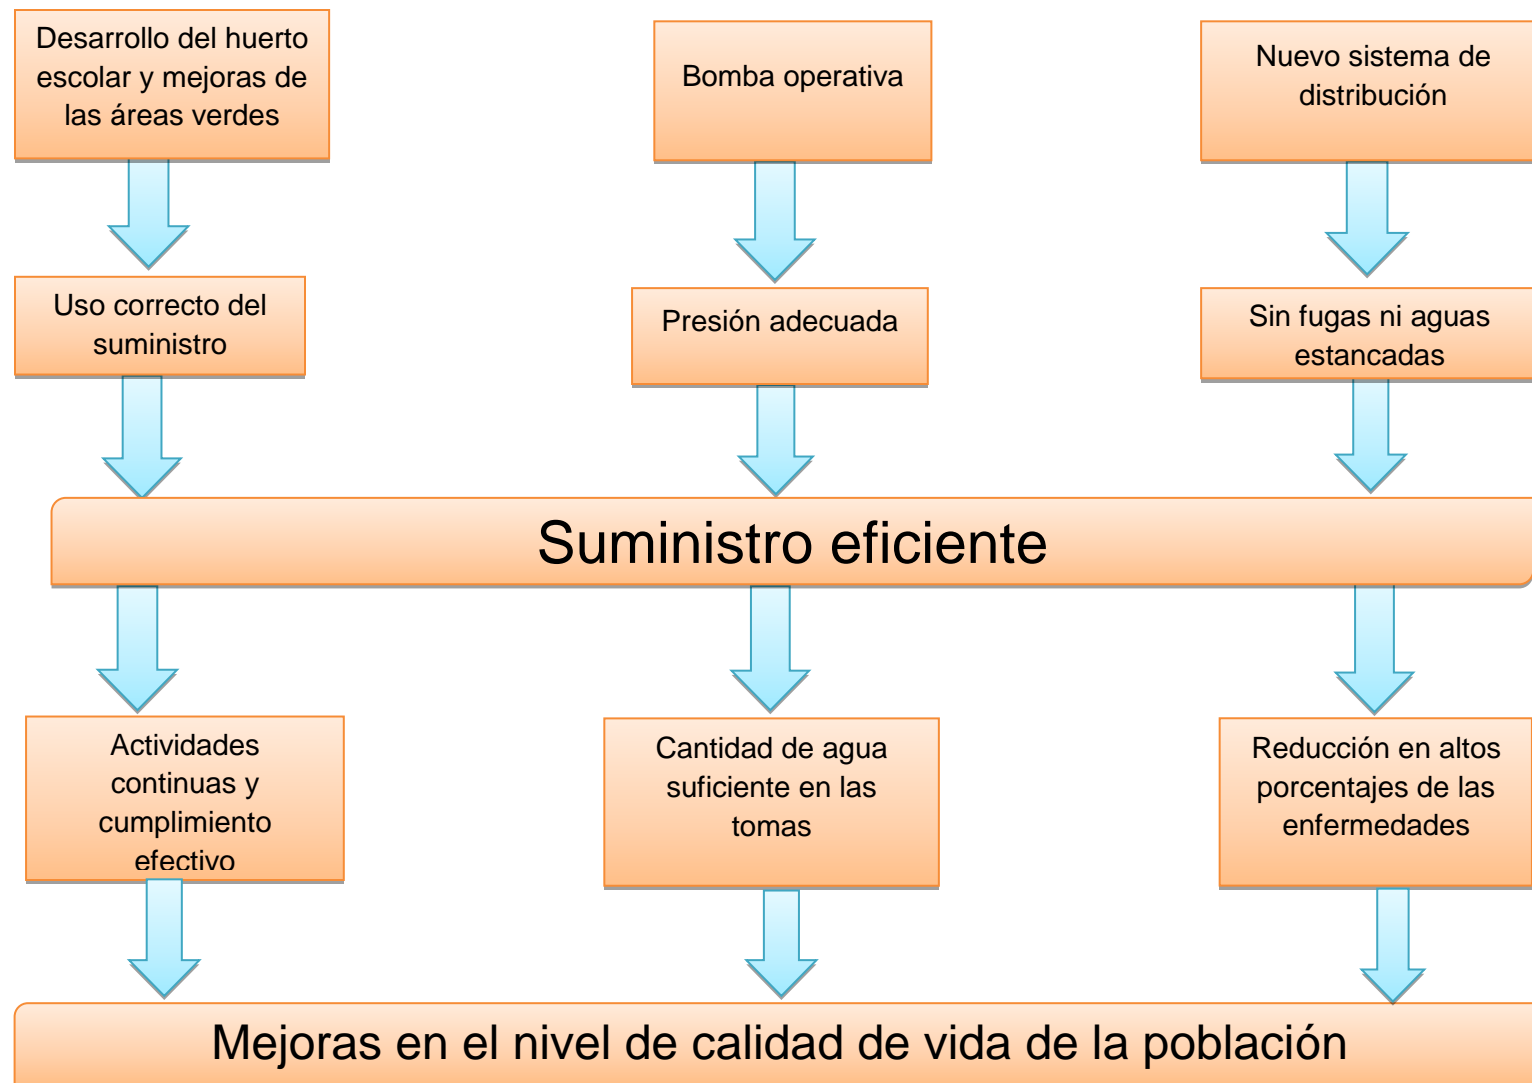 Desarrollo del huerto
escolar y mejoras de
las áreas verdes
Bomba operativa
Nuevo sistema de
distribución
Uso correcto del
suministro
Presión adecuada
Sin fugas ni aguas
estancadas
Suministro eficiente
Actividades
continuas y
cumplimiento
efectivo
Cantidad de agua
suficiente en las
tomas
Reducción en altos
porcentajes de las
enfermedades
Mejoras en el nivel de calidad de vida de la población